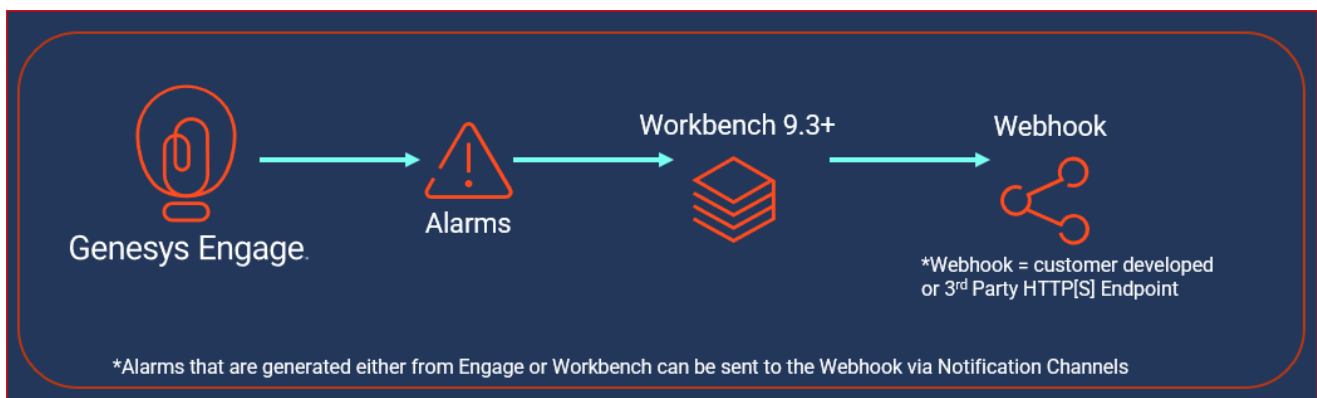 Workbench 9.3+
Webhook
Alarms
Genesys Engage.
*Webhook = customer developed
or 3rd Party HTTP[S] Endpoint
*Alarms that are generated either from Engage or Workbench can be sent to the Webhook via Notification Channels